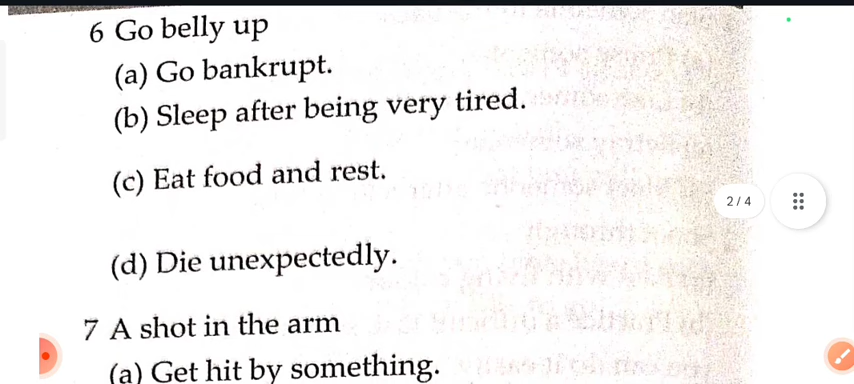 6 Go belly up
(a) Go bankrupt.
(b) Sleep after being very tired.
(c) Eat food and rest.
2 / 4
(d) Die unexpectedly.
7 A shot in the arm
(a) Get hit by something.